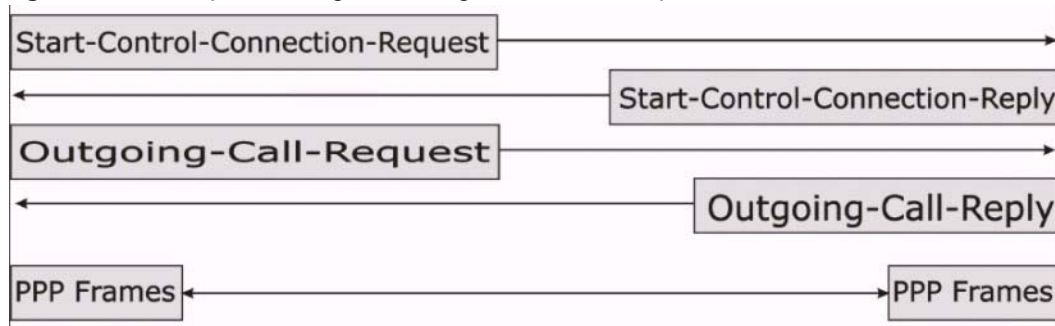 Start-Control-Connection-Request
Start-Control-Connection-Reply
Outgoing-Call-Request
Outgoing-Call-Reply
PPP Frames PPP Frames